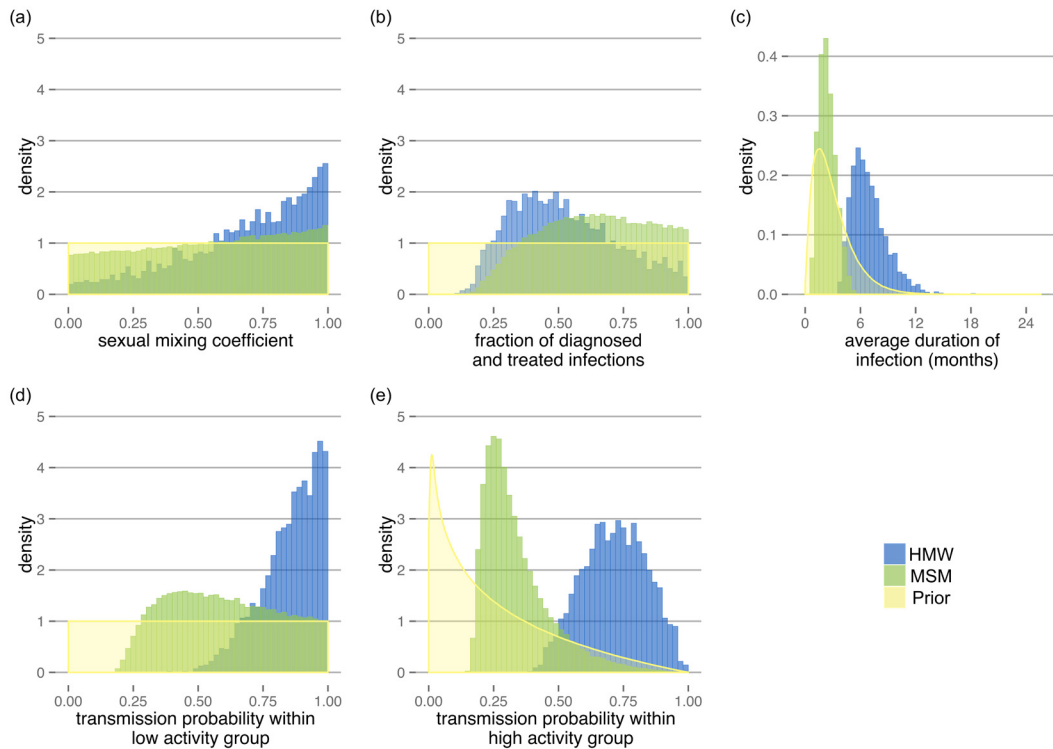 (a)
5
4
3
2
1
0
density
0.00 0.25 0.50 0.75 1.00
sexual mixing coefficient
(b)
5
4
3
2
1
0
density
0.00 0.25 0.50 0.75 1.00
fraction of diagnosed
and treated infections
(c)
0.4
0.3
0.2
0.1
0.0
density
0 6 12 18 24
average duration of
infection (months)
(d)
5
4
3
2
1
0
density
0.00 0.25 0.50 0.75 1.00
transmission probability within
low activity group
(e)
5
4
3
2
1
0
density
0.00 0.25 0.50 0.75 1.00
transmission probability within
high activity group
HMW
MSM
Prior